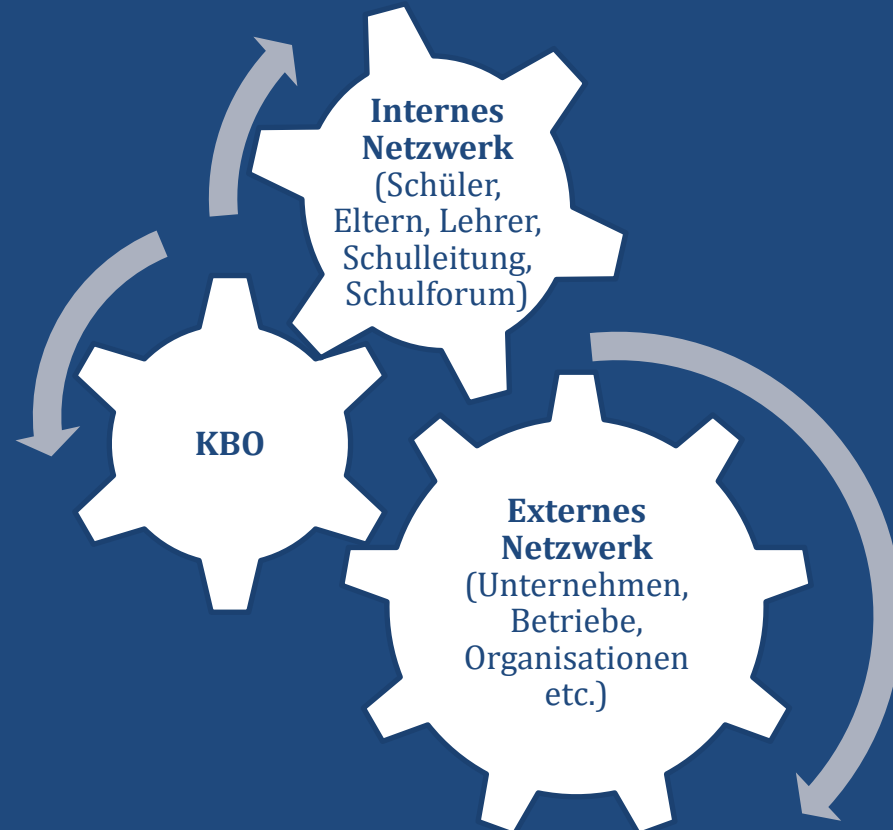 Internes
Netzwerk
(Schüler,
Eltern, Lehrer,
Schulleitung,
Schulforum)
KBO
Externes
Netzwerk
(Unternehmen,
Betriebe,
Organisationen
etc.)